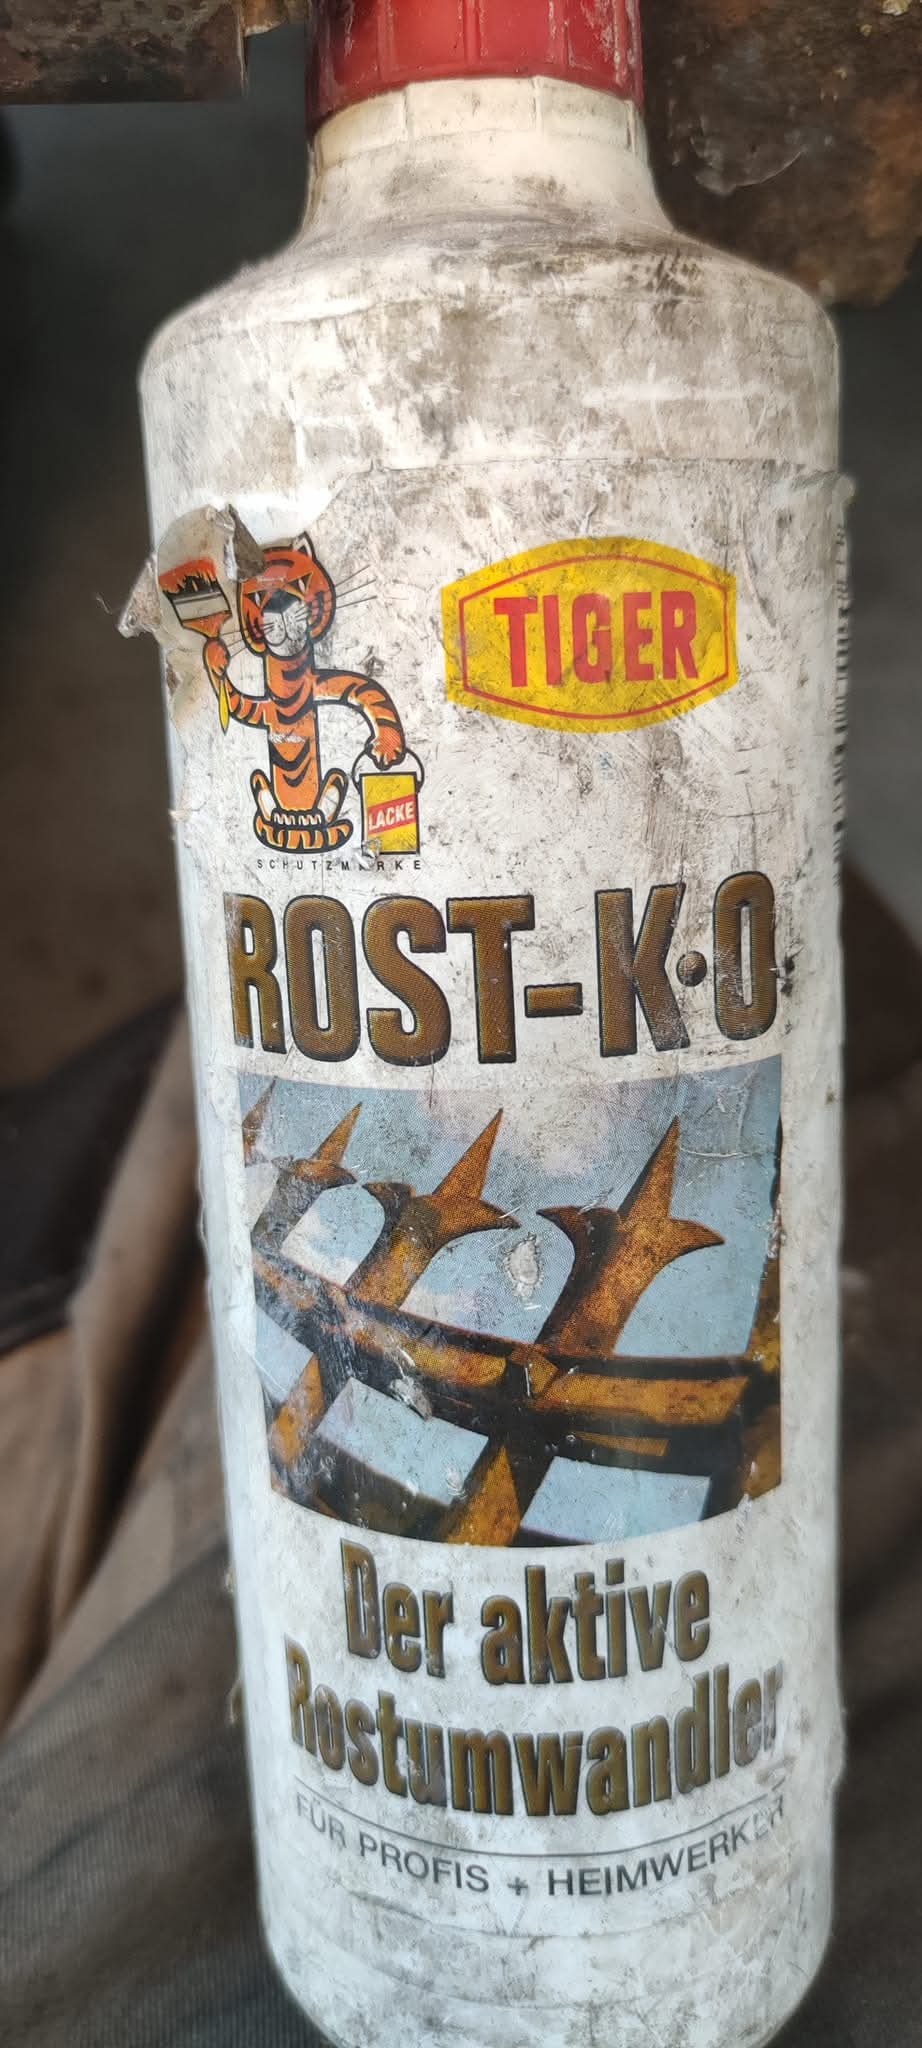 TIGER
LACKE
SCHUTZMARKE
ROST-K·O
Der aktive
Rostumwandler
FÜR PROFIS + HEIMWERKER